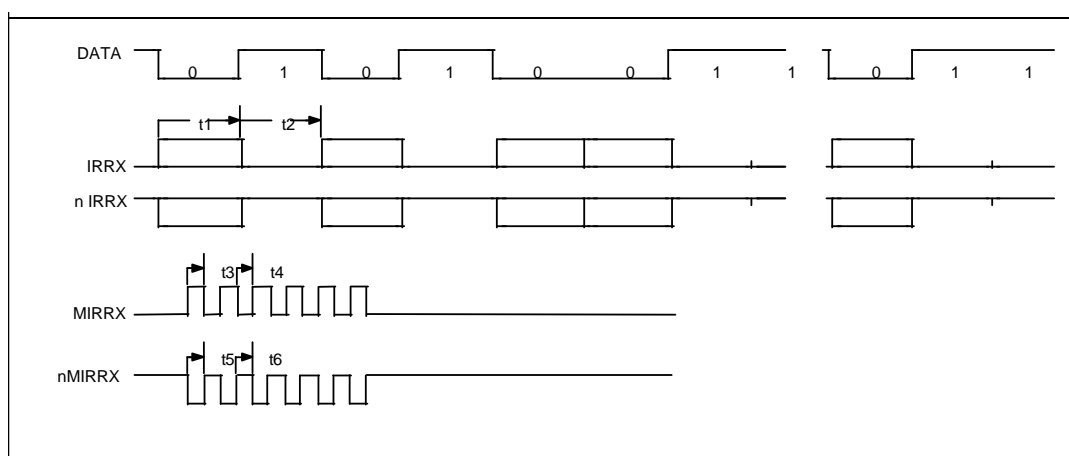 DATA
0 1 0 1 0 0 1 1 0 1 1
t1 t2
IRRX
n IRRX
t3 t4
MIRRX
t5 t6
nMIRRX